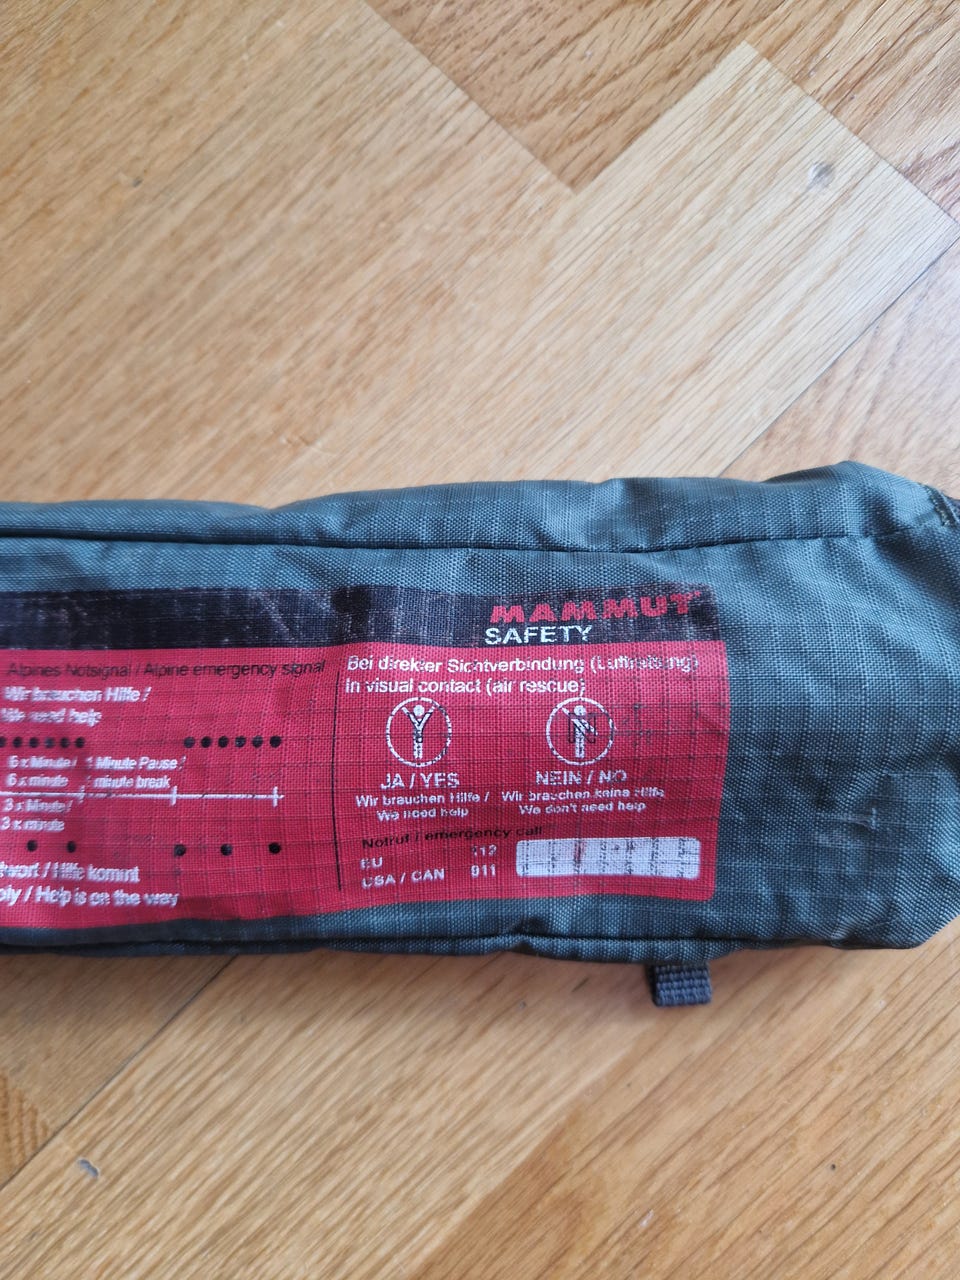 MAMMUT
SAFETY
Alpines Notsignal / Alpine emergency signal
Wir brauchen Hilfe /
We need help
6 x Minute / 1 Minute Pause /
6 x minute 1 minute break
3 x Minute /
3 x minute
/ Hilfe kommt
/ Help is on the way
Bei direkter Sichtverbindung (Luftrettung)
In visual contact (air rescue)
JA / YES
Wir brauchen Hilfe /
We need help
NEIN / NO
Wir brauchen keine Hilfe
We don't need help
Notruf / emergency call
EU 112
USA / CAN 911